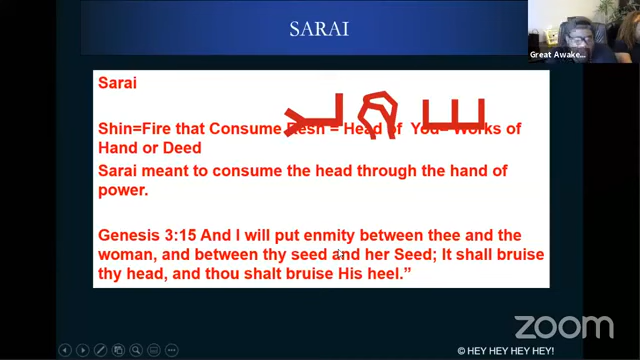 SARAI
Great Awake...
Sarai
Shin=Fire that Consume Resh = Head of You= Works of
Hand or Deed
Sarai meant to consume the head through the hand of
power.
Genesis 3:15 And I will put enmity between thee and the
woman, and between thy seed and her Seed; It shall bruise
thy head, and thou shalt bruise His heel.”
zoom
© HEY HEY HEY HEY!